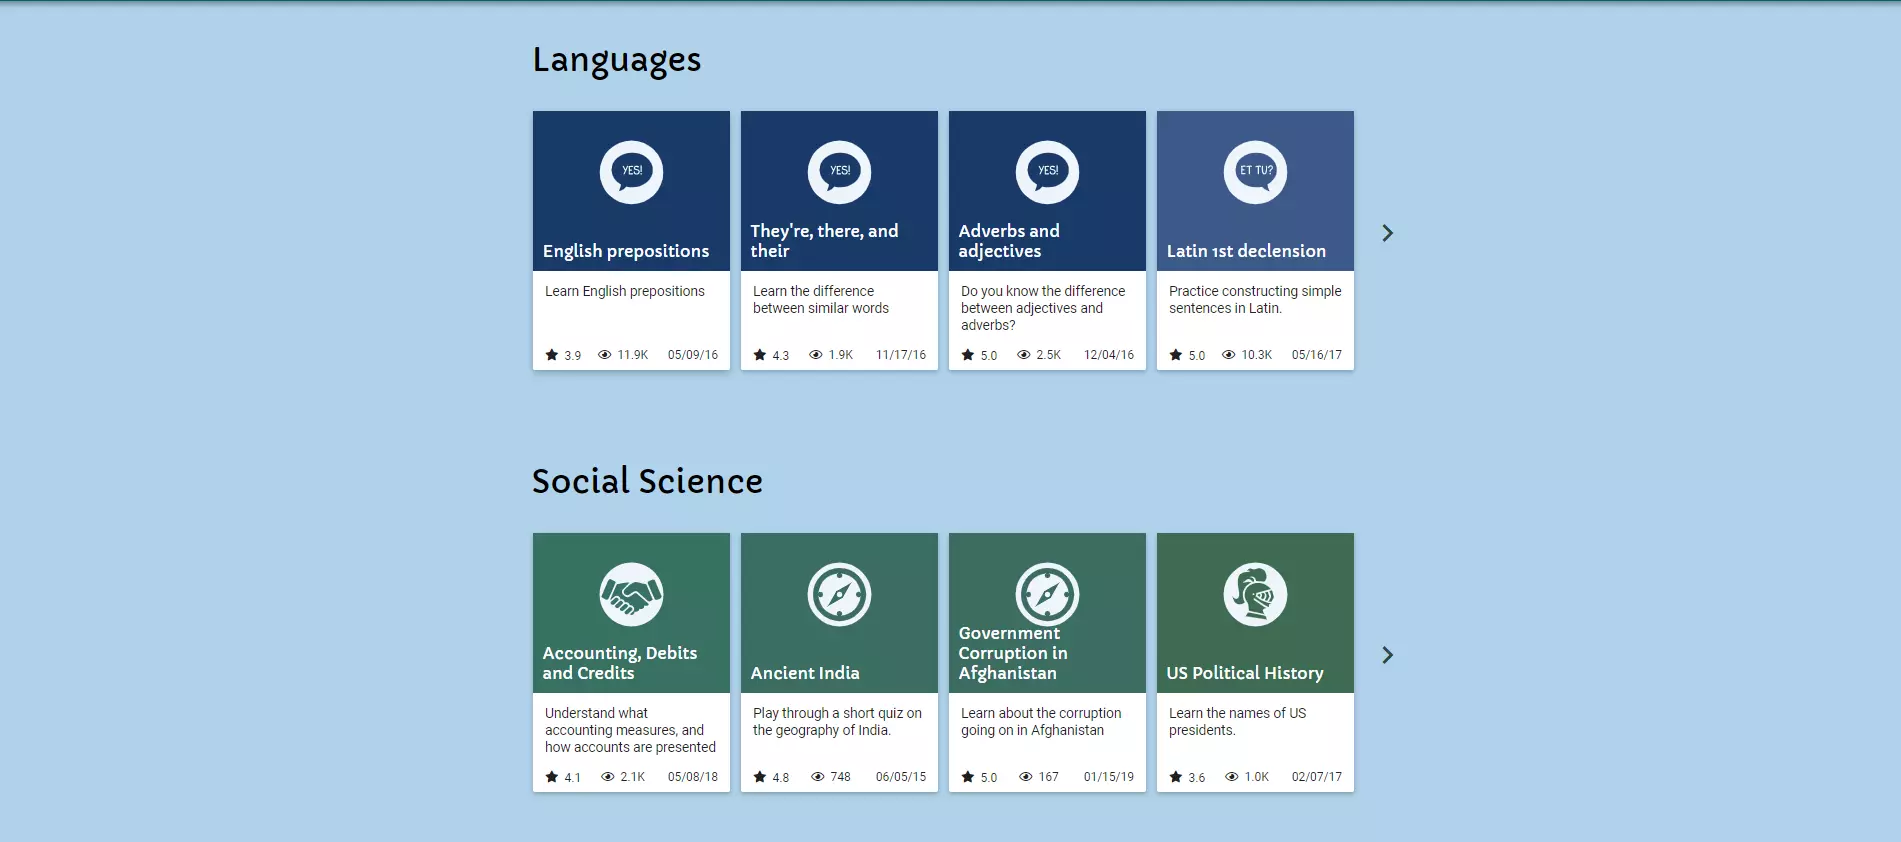 Languages
YES!
English prepositions
Learn English prepositions
3.9 11.9K 05/09/16
YES!
They're, there, and
their
Learn the difference
between similar words
4.3 1.9K 11/17/16
YES!
Adverbs and
adjectives
Do you know the difference
between adjectives and
adverbs?
5.0 2.5K 12/04/16
ET TU?
Latin 1st declension
Practice constructing simple
sentences in Latin.
5.0 10.3K 05/16/17
Social Science
Accounting, Debits
and Credits
Understand what
accounting measures, and
how accounts are presented
4.1 2.1K 05/08/18
Ancient India
Play through a short quiz on
the geography of India.
4.8 748 06/05/15
Government
Corruption in
Afghanistan
Learn about the corruption
going on in Afghanistan
5.0 167 01/15/19
US Political History
Learn the names of US
presidents.
3.6 1.0K 02/07/17